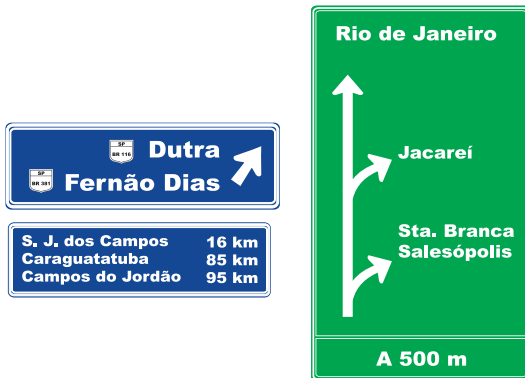 SP
BR 116
Dutra
SP
BR 381
Fernão Dias
S. J. dos Campos 16 km
Caraguatatuba 85 km
Campos do Jordão 95 km
Rio de Janeiro
Jacareí
Sta. Branca
Salesópolis
A 500 m